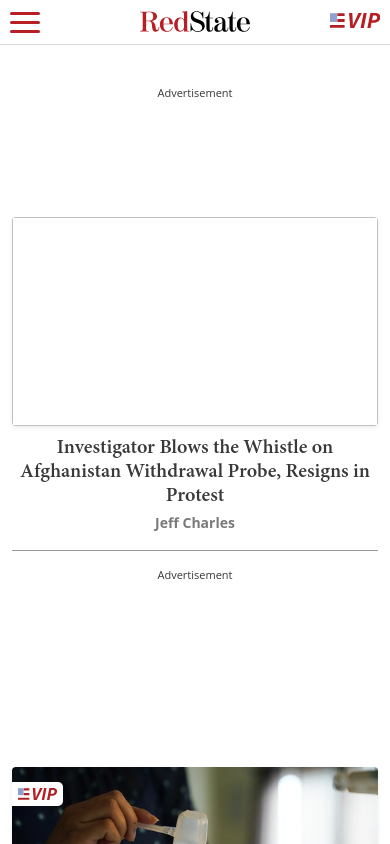 RedState
VIP
Advertisement
Investigator Blows the Whistle on
Afghanistan Withdrawal Probe, Resigns in
Protest
Jeff Charles
Advertisement
VIP